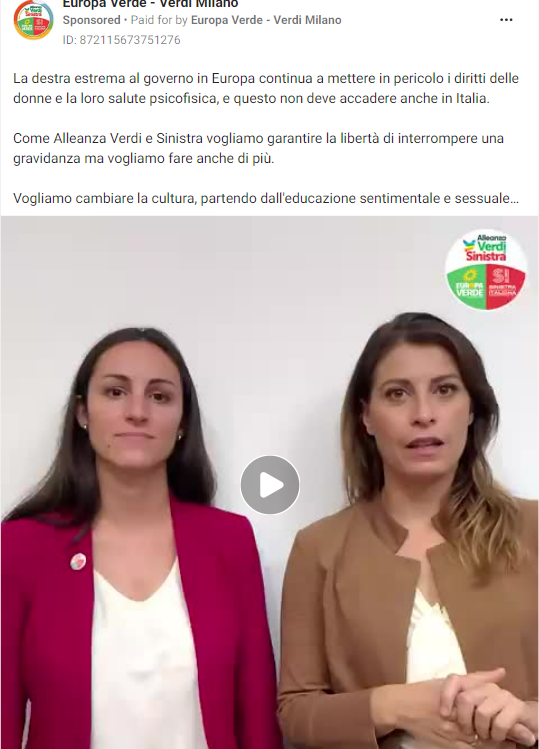 Europa Verde - Verdi Milano
Sponsored • Paid for by Europa Verde - Verdi Milano
ID: 872115673751276
La destra estrema al governo in Europa continua a mettere in pericolo i diritti delle
donne e la loro salute psicofisica, e questo non deve accadere anche in Italia.
Come Alleanza Verdi e Sinistra vogliamo garantire la libertà di interrompere una
gravidanza ma vogliamo fare anche di più.
Vogliamo cambiare la cultura, partendo dall'educazione sentimentale e sessuale...
Alleanza
Verdi
Sinistra
EUROPA
VERDE
SI
SINISTRA
ITALIANA